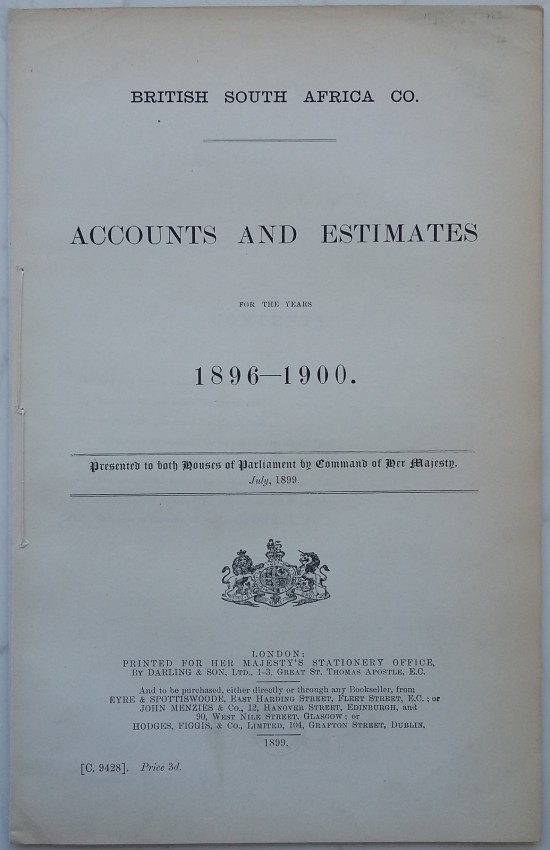 BRITISH SOUTH AFRICA CO.
ACCOUNTS AND ESTIMATES
FOR THE YEARS
1896—1900.
Presented to both Houses of Parliament by Command of Her Majesty.
July, 1899.
LONDON:
PRINTED FOR HER MAJESTY'S STATIONERY OFFICE,
BY DARLING & SON, LTD., 1-3, GREAT ST. THOMAS APOSTLE, E.C.
And to be purchased, either directly or through any Bookseller, from
EYRE & SPOTTISWOODE, EAST HARDING STREET, FLEET STREET, E.C.; or
JOHN MENZIES & Co., 12, HANOVER STREET, EDINBURGH, and
90, WEST NILE STREET, GLASGOW; or
HODGES, FIGGIS, & Co., LIMITED, 104, GRAFTON STREET, DUBLIN.
1899.
[C. 9428]. Price 3d.